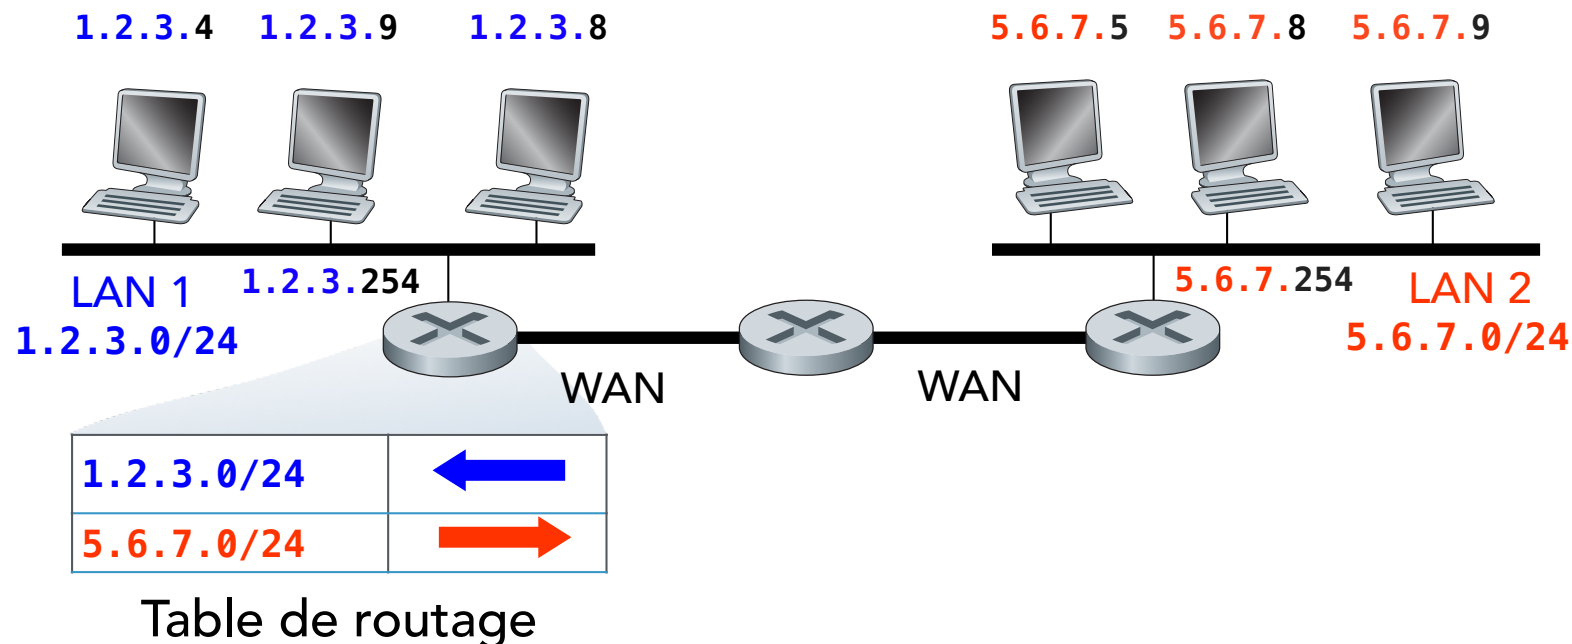 1.2.3.4 1.2.3.9 1.2.3.8 5.6.7.5 5.6.7.8 5.6.7.9
LAN 1 1.2.3.254 5.6.7.254 LAN 2
1.2.3.0/24 5.6.7.0/24
WAN WAN
1.2.3.0/24
5.6.7.0/24
Table de routage